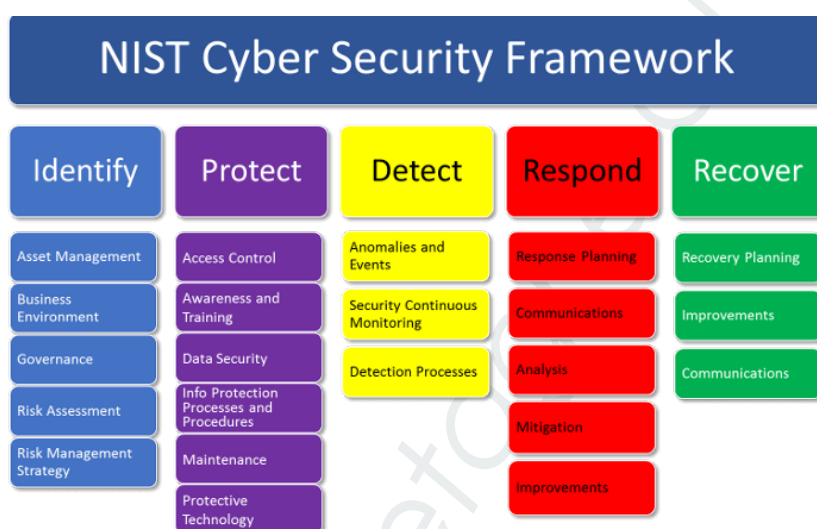 NIST Cyber Security Framework
Identify
Protect
Detect
Respond
Recover
Asset Management
Business
Environment
Governance
Risk Assessment
Risk Management
Strategy
Access Control
Awareness and
Training
Data Security
Info Protection
Processes and
Procedures
Maintenance
Protective
Technology
Anomalies and
Events
Security Continuous
Monitoring
Detection Processes
Response Planning
Communications
Analysis
Mitigation
Improvements
Recovery Planning
Improvements
Communications